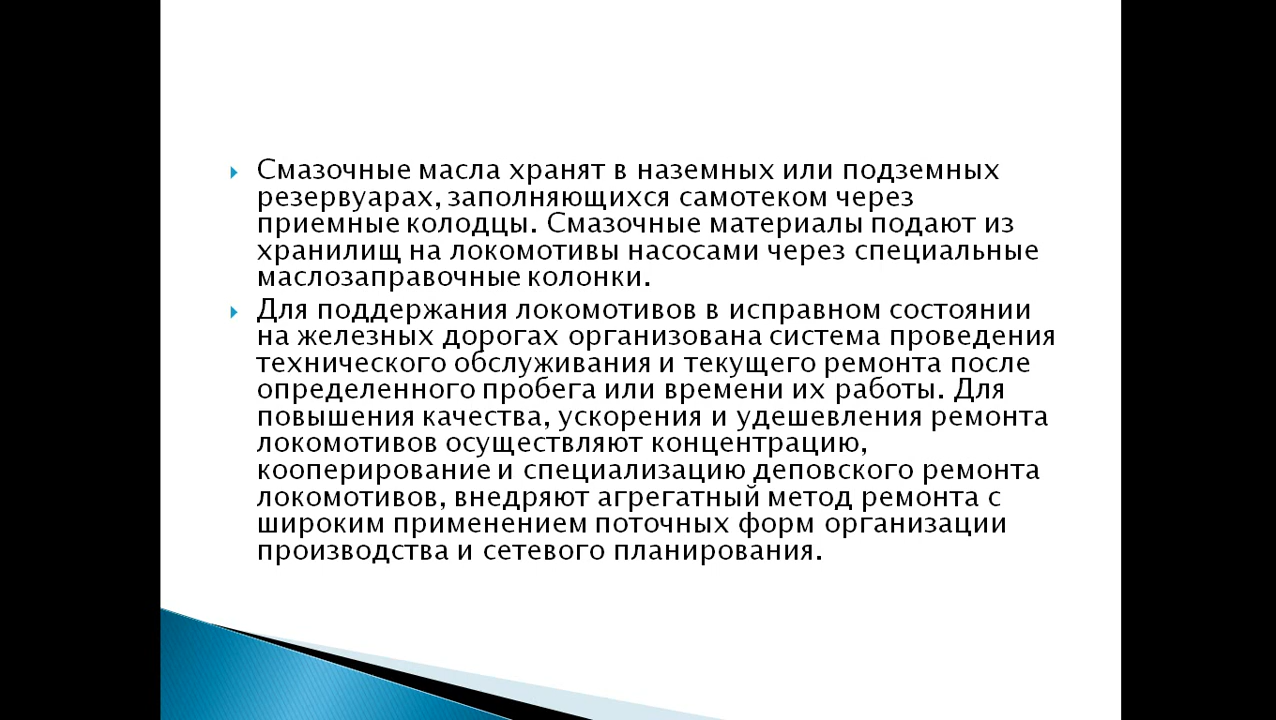 Смазочные масла хранят в наземных или подземных
резервуарах, заполняющихся самотеком через
приемные колодцы. Смазочные материалы подают из
хранилищ на локомотивы насосами через специальные
маслозаправочные колонки.
Для поддержания локомотивов в исправном состоянии
на железных дорогах организована система проведения
технического обслуживания и текущего ремонта после
определенного пробега или времени их работы. Для
повышения качества, ускорения и удешевления ремонта
локомотивов осуществляют концентрацию,
кооперирование и специализацию деповского ремонта
локомотивов, внедряют агрегатный метод ремонта с
широким применением поточных форм организации
производства и сетевого планирования.